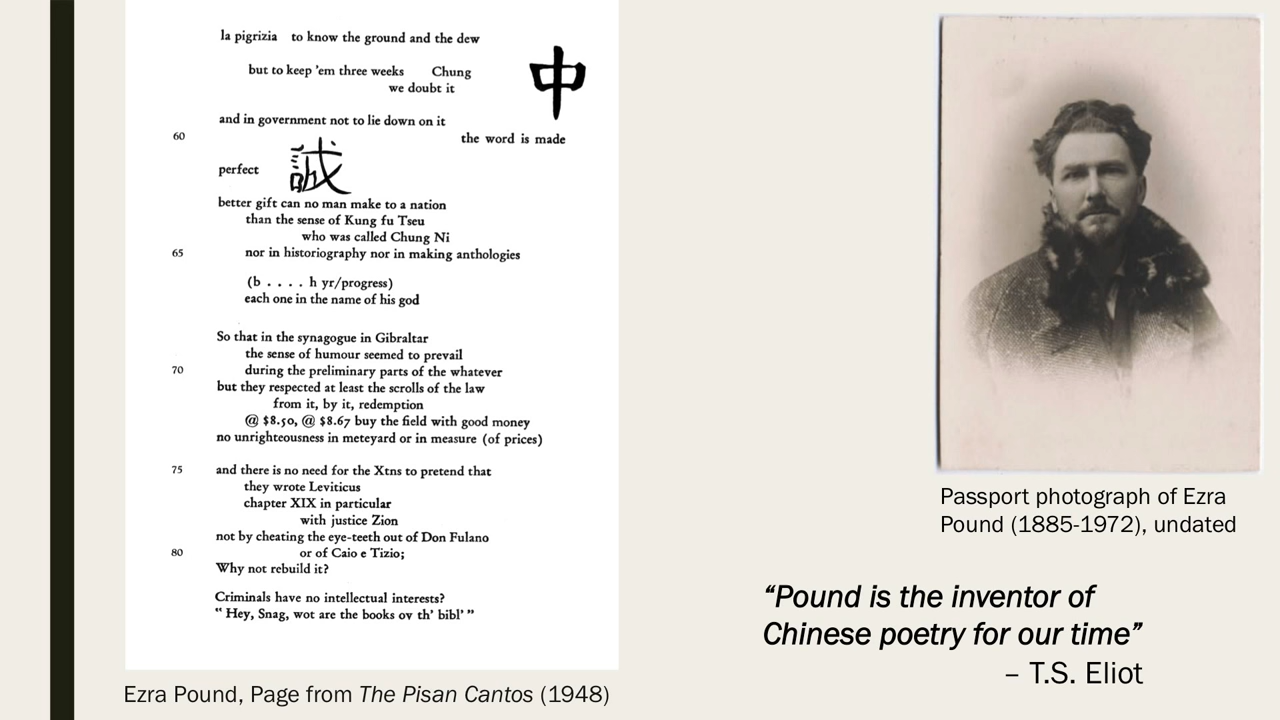 la pigrizia to know the ground and the dew
中
but to keep 'em three weeks Chung
we doubt it
and in government not to lie down on it
60
the word is made
perfect 誠
better gift can no man make to a nation
than the sense of Kung fu Tseu
who was called Chung Ni
65 nor in historiography nor in making anthologies
(b . . . . h yr/progress)
each one in the name of his god
So that in the synagogue in Gibraltar
the sense of humour seemed to prevail
70 during the preliminary parts of the whatever
but they respected at least the scrolls of the law
from it, by it, redemption
@ $8.50, @ $8.67 buy the field with good money
no unrighteousness in meteyard or in measure (of prices)
75 and there is no need for the Xtns to pretend that
they wrote Leviticus
chapter XIX in particular
with justice Zion
not by cheating the eye-teeth out of Don Fulano
80 or of Caio e Tizio;
Why not rebuild it?
Criminals have no intellectual interests?
“ Hey, Snag, wot are the books ov th’ bibl’ ”
Ezra Pound, Page from The Pisan Cantos (1948)
Passport photograph of Ezra
Pound (1885-1972), undated
“Pound is the inventor of
Chinese poetry for our time”
– T.S. Eliot